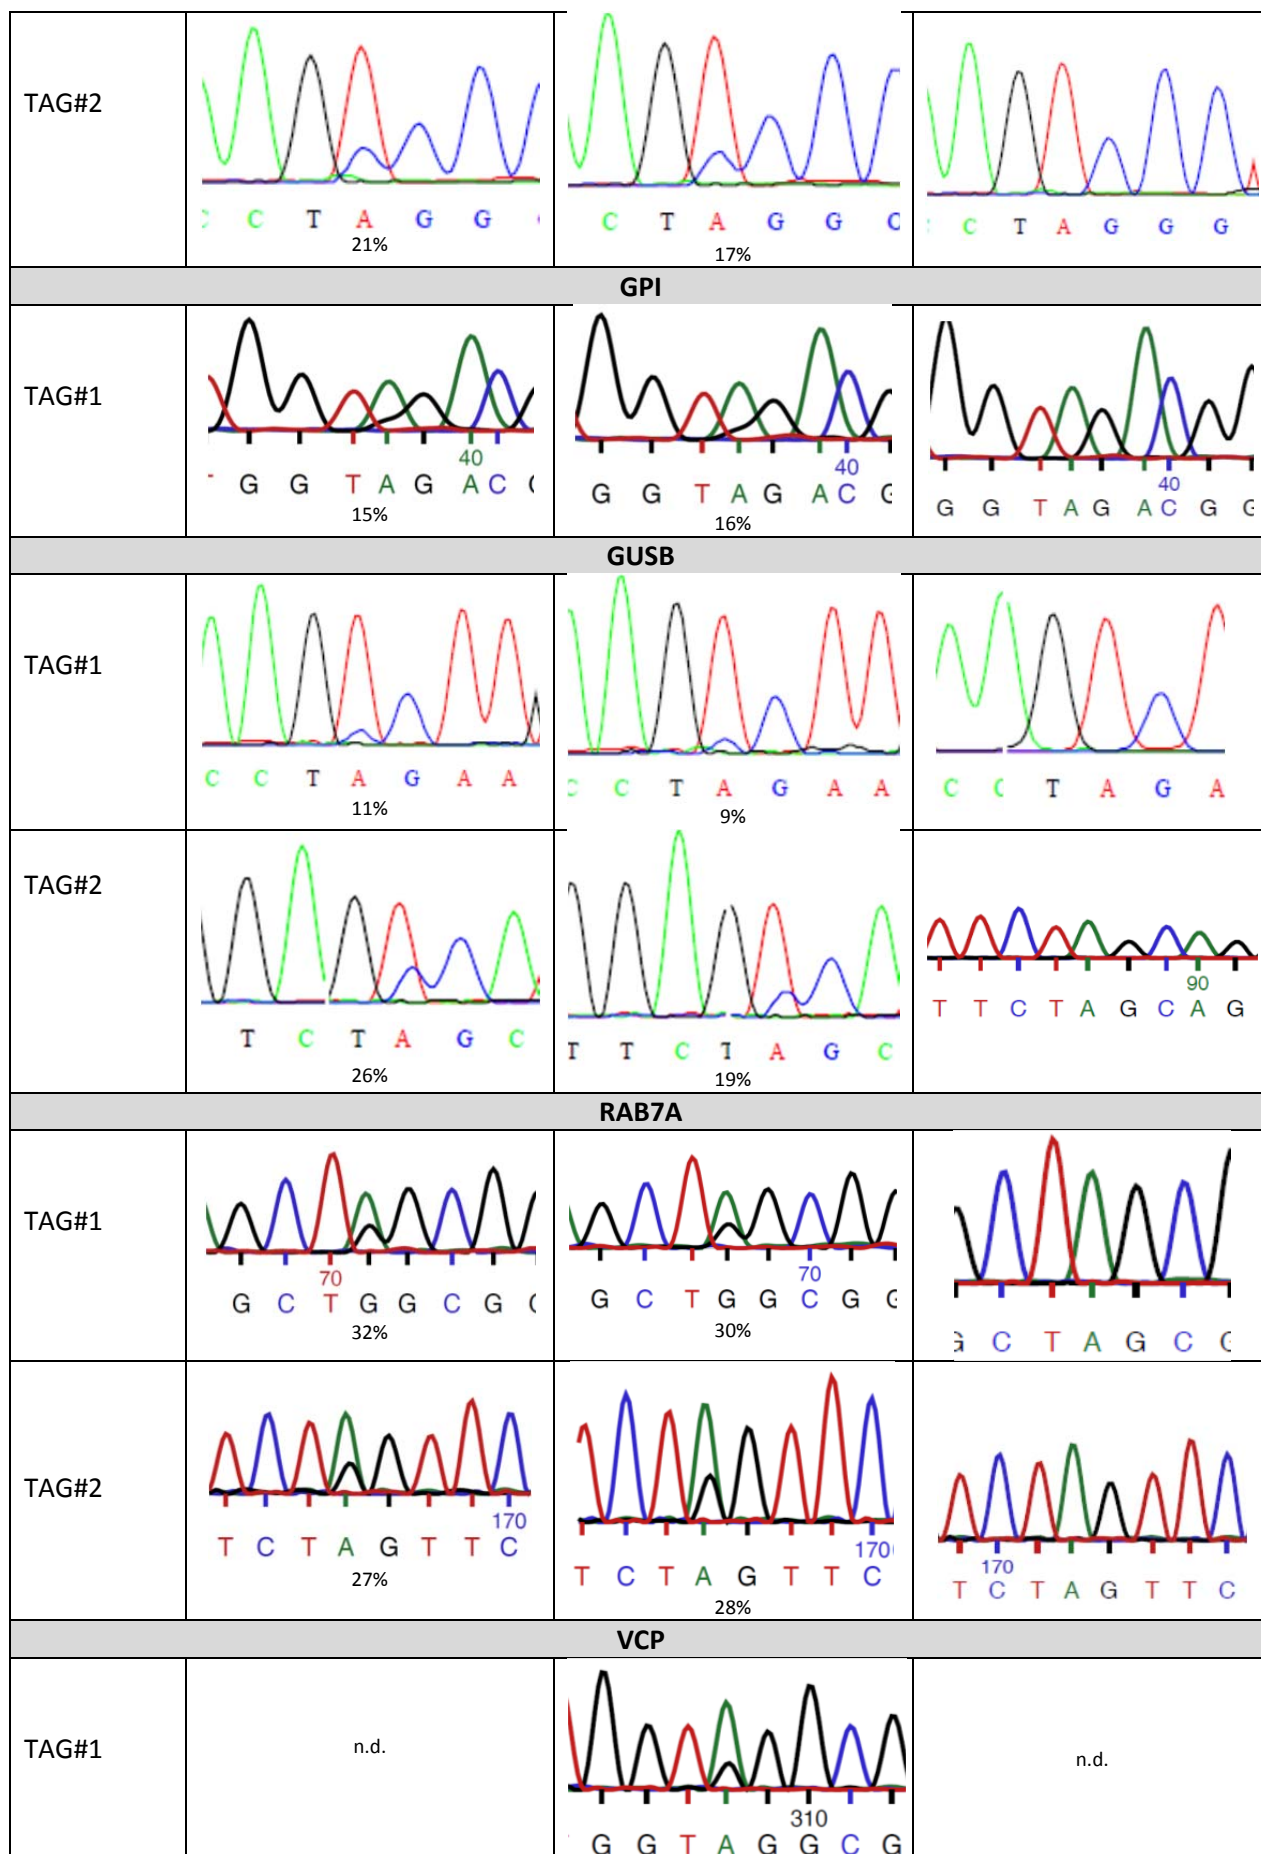 TAG#2
C C T A G G
21%
C T A G G C
17%
C T A G G G
GPI
TAG#1
40
G G T A G A C
15%
40
G G T A G A C G
16%
40
G G T A G A C G G
GUSB
TAG#1
C C T A G A A
11%
C C T A G A A
9%
C C T A G A
TAG#2
T C T A G C
26%
T T C T A G C
19%
90
T T C T A G C A G
RAB7A
TAG#1
70
G C T G G C G
32%
70
G C T G G C G G
30%
G C T A G C G
TAG#2
170
T C T A G T T C
27%
170
T C T A G T T C
28%
170
T C T A G T T C
VCP
TAG#1
n.d.
310
G G T A G G C G
n.d.